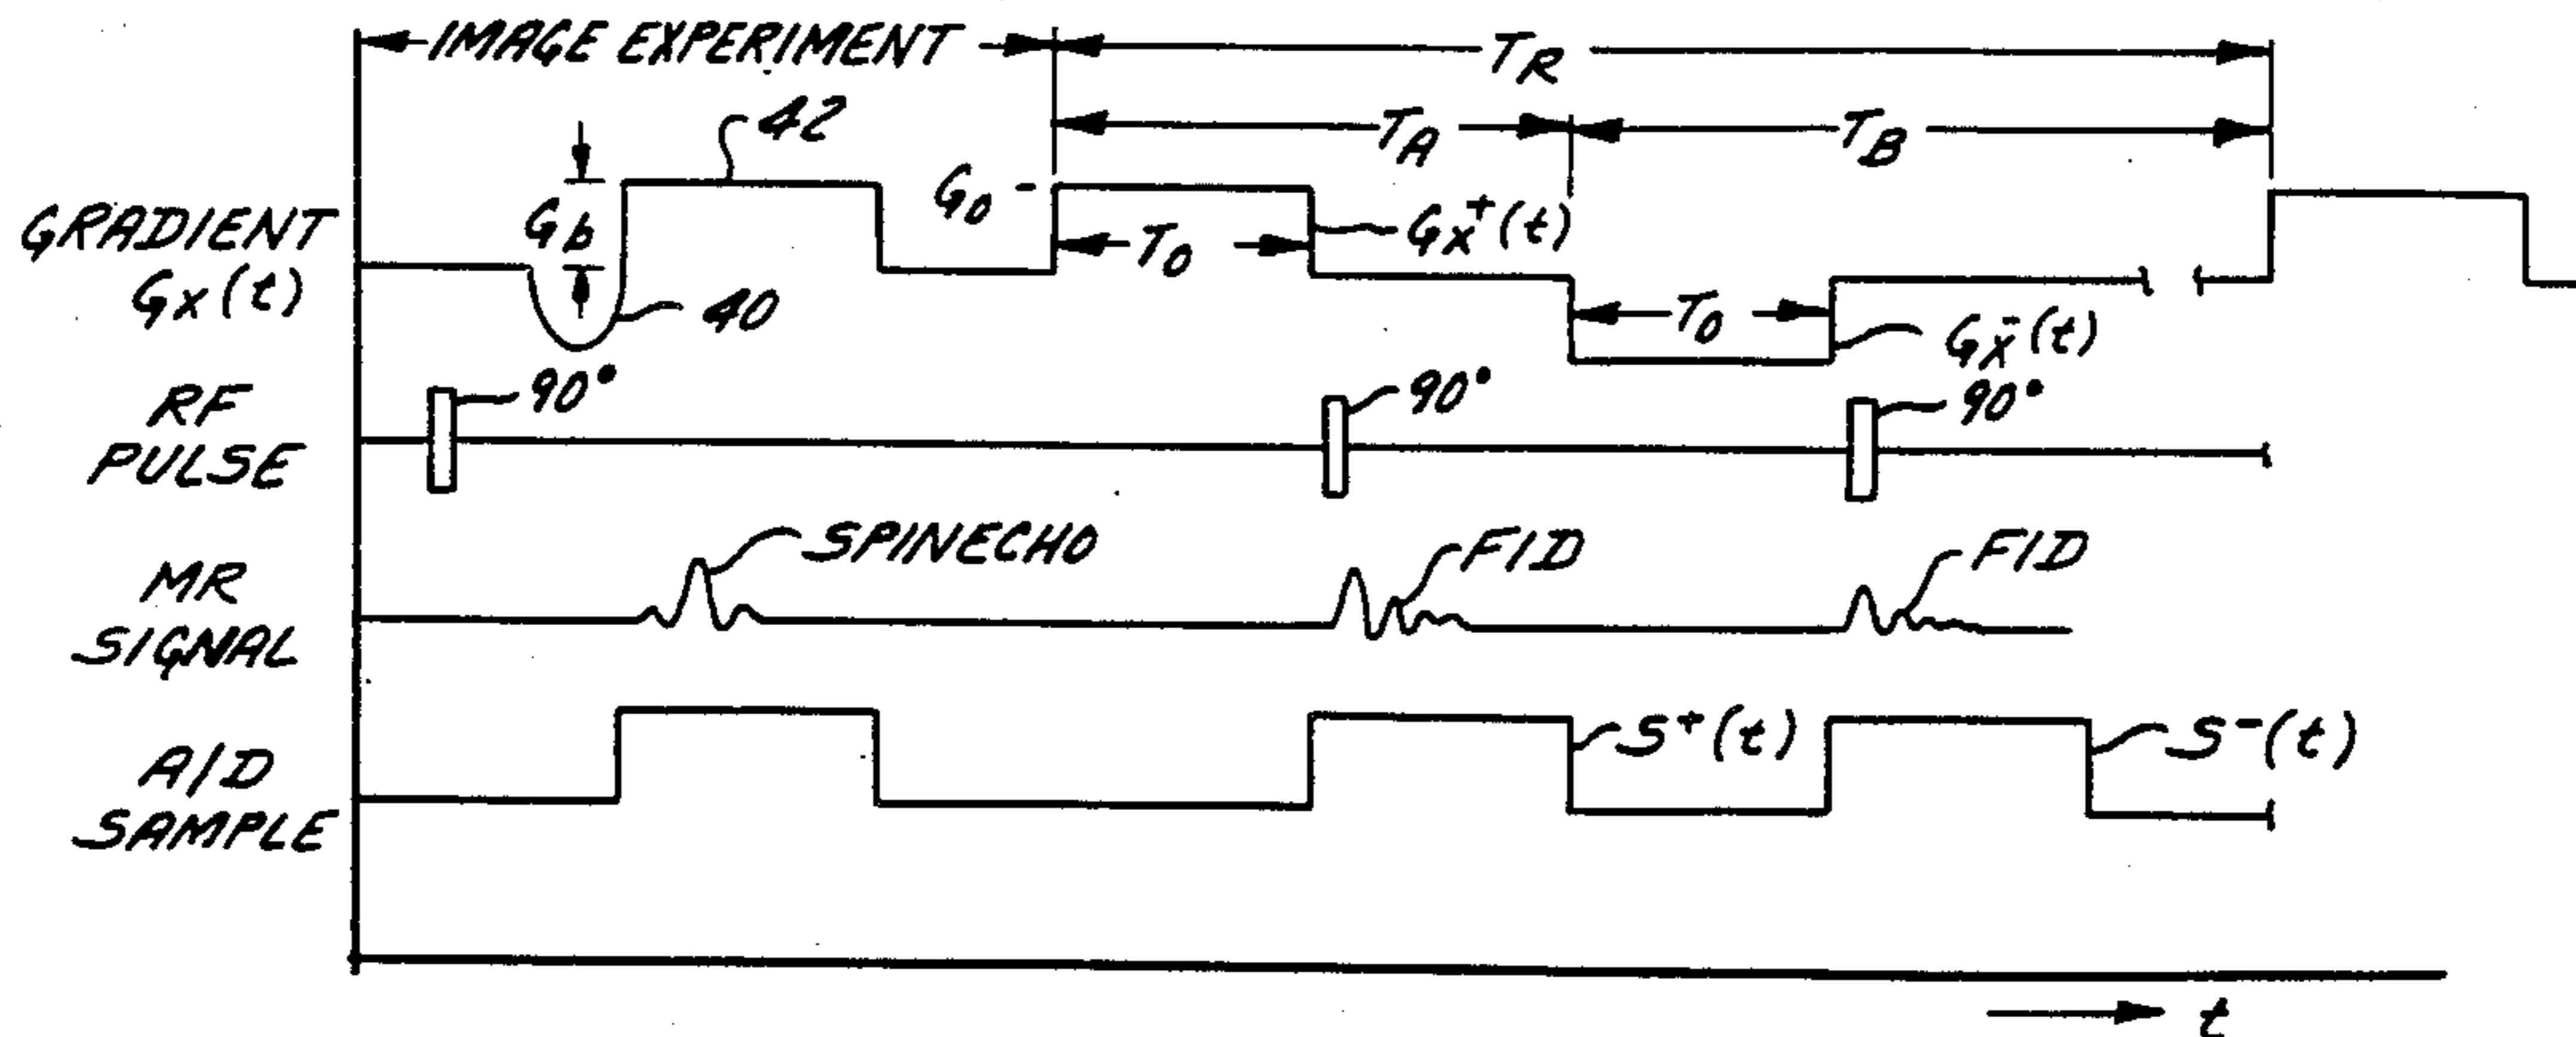 IMAGE EXPERIMENT
TR
TA
TB
42
Gb
G0
T0
Gx+(t)
GRADIENT
Gx(t)
40
T0
Gx-(t)
RF
PULSE
90°
90°
90°
MR
SIGNAL
SPINECHO
FID
FID
A/D
SAMPLE
S+(t)
S-(t)
t